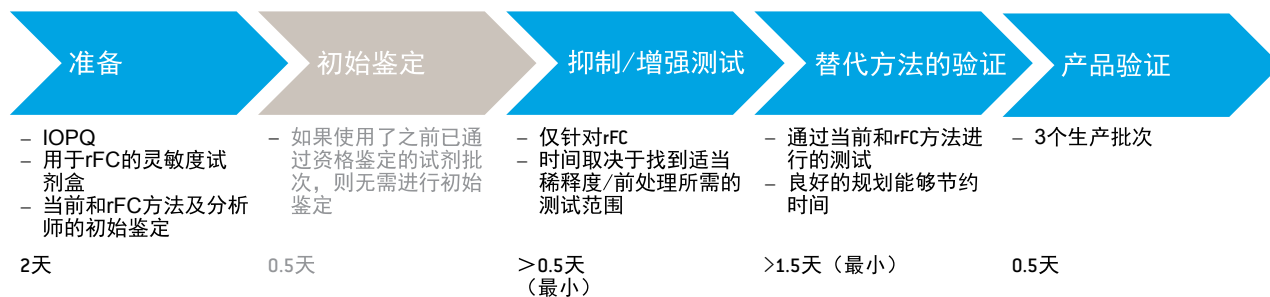 准备
– IOPQ
– 用于rFC的灵敏度试
剂盒
– 当前和rFC方法及分析
师的初始鉴定
2天
初始鉴定
– 如果使用了之前已通
过资格鉴定的试剂批
次，则无需进行初始
鉴定
0.5天
抑制/增强测试
– 仅针对rFC
– 时间取决于找到适当
稀释度/前处理所需的
测试范围
>0.5天
（最小）
替代方法的验证
– 通过当前和rFC方法进
行的测试
– 良好的规划能够节约
时间
>1.5天（最小）
产品验证
– 3个生产批次
0.5天